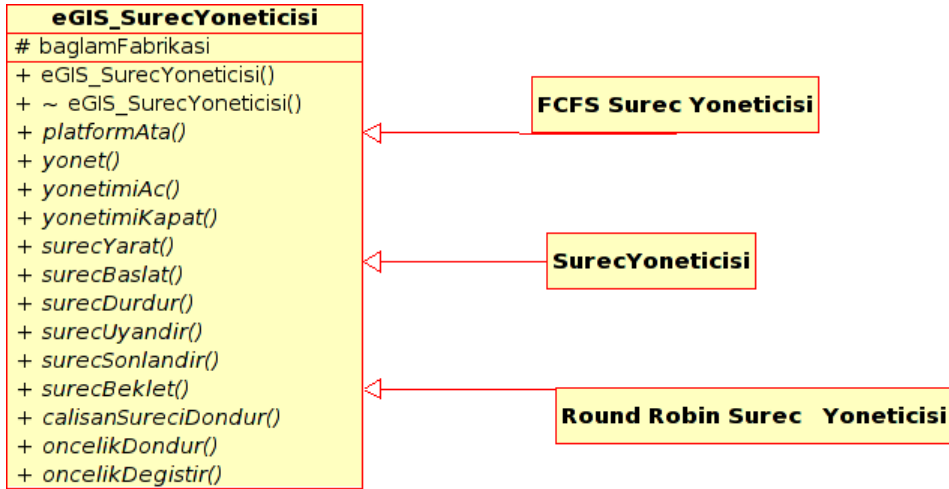 eGIS_SurecYoneticisi
# baglamFabrikasi
+ eGIS_SurecYoneticisi()
+ ~ eGIS_SurecYoneticisi()
+ platformAta()
+ yonet()
+ yonetimiAc()
+ yonetimiKapat()
+ surecYarat()
+ surecBaslat()
+ surecDurdur()
+ surecUyandir()
+ surecSonlandir()
+ surecBeklet()
+ calisanSureciDondur()
+ oncelikDondur()
+ oncelikDegistir()
FCFS Surec Yoneticisi
SurecYoneticisi
Round Robin Surec Yoneticisi